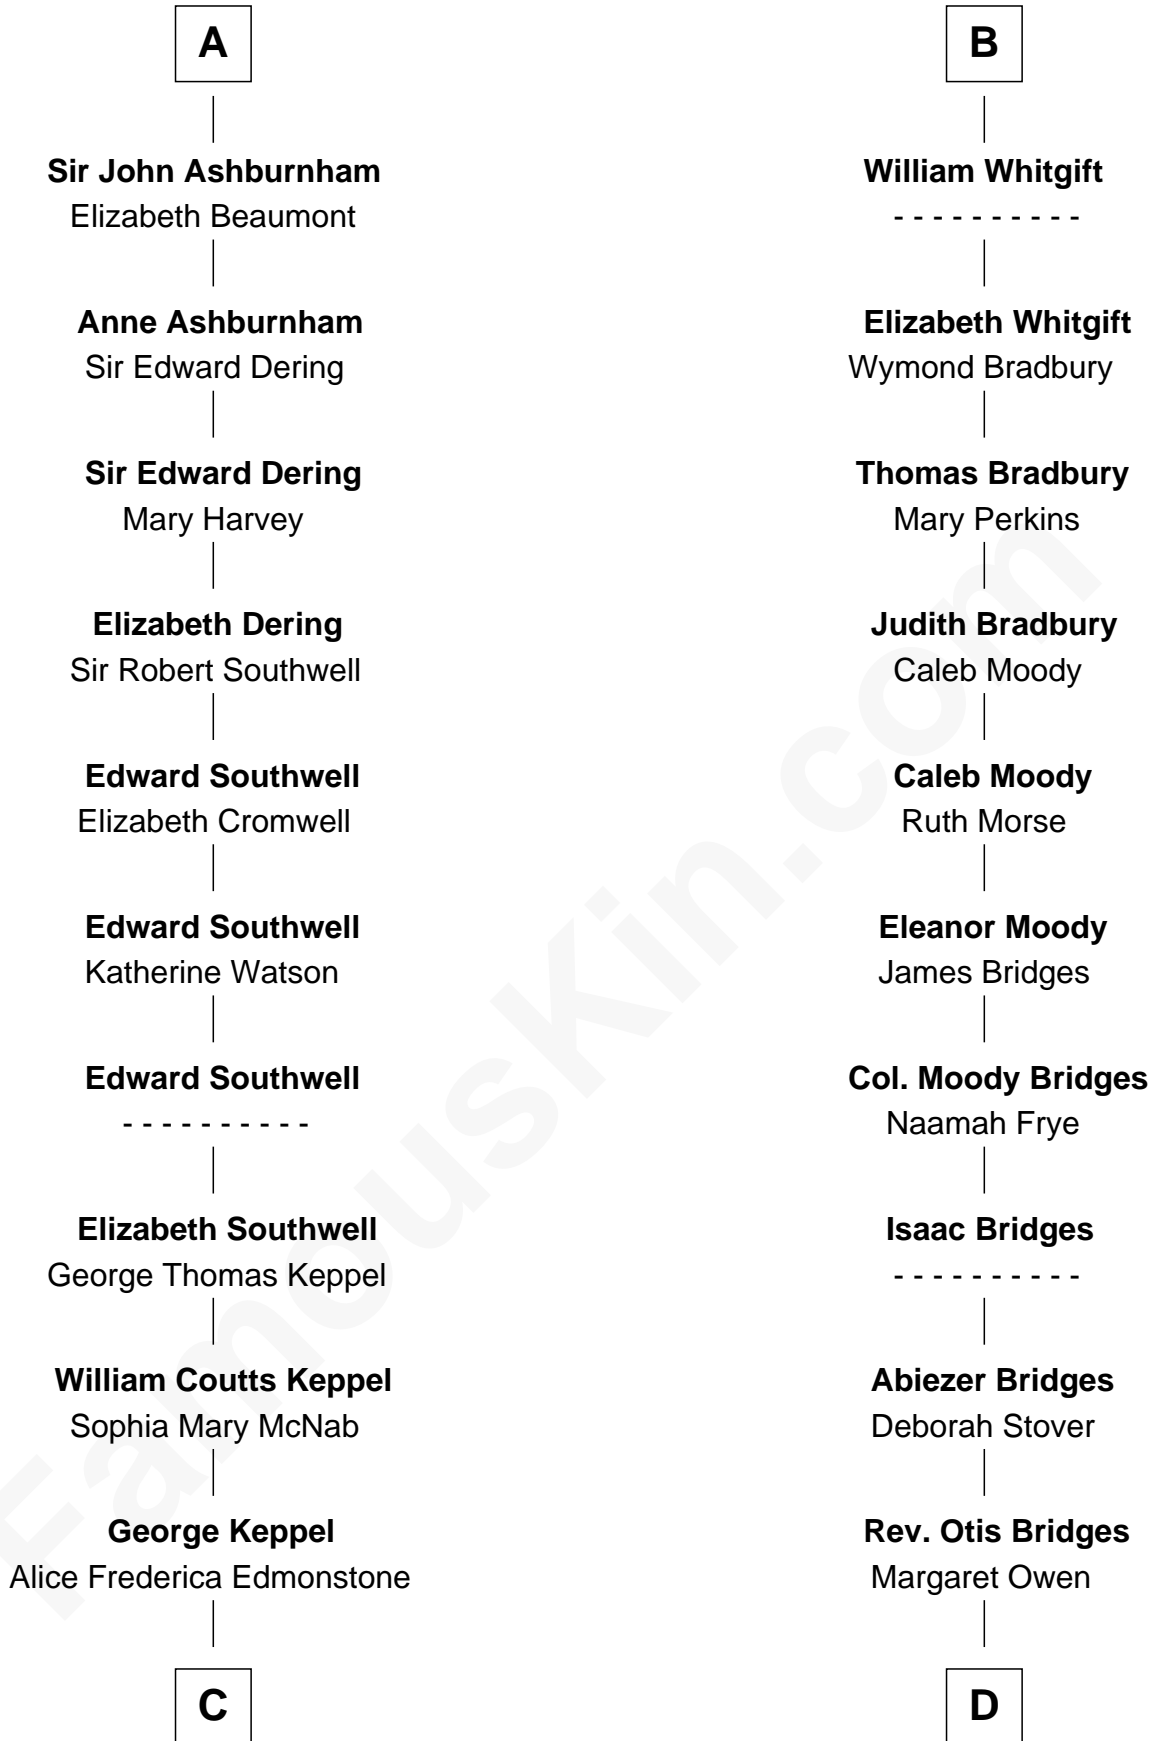 A
Sir John Ashburnham
Elizabeth Beaumont
Anne Ashburnham
Sir Edward Dering
Sir Edward Dering
Mary Harvey
Elizabeth Dering
Sir Robert Southwell
Edward Southwell
Elizabeth Cromwell
Edward Southwell
Katherine Watson
Edward Southwell
- - - - - - - - - -
Elizabeth Southwell
George Thomas Keppel
William Coutts Keppel
Sophia Mary McNab
George Keppel
Alice Frederica Edmonstone
C
B
William Whitgift
- - - - - - - - - -
Elizabeth Whitgift
Wymond Bradbury
Thomas Bradbury
Mary Perkins
Judith Bradbury
Caleb Moody
Caleb Moody
Ruth Morse
Eleanor Moody
James Bridges
Col. Moody Bridges
Naamah Frye
Isaac Bridges
- - - - - - - - - -
Abiezer Bridges
Deborah Stover
Rev. Otis Bridges
Margaret Owen
D
FamousKin.com